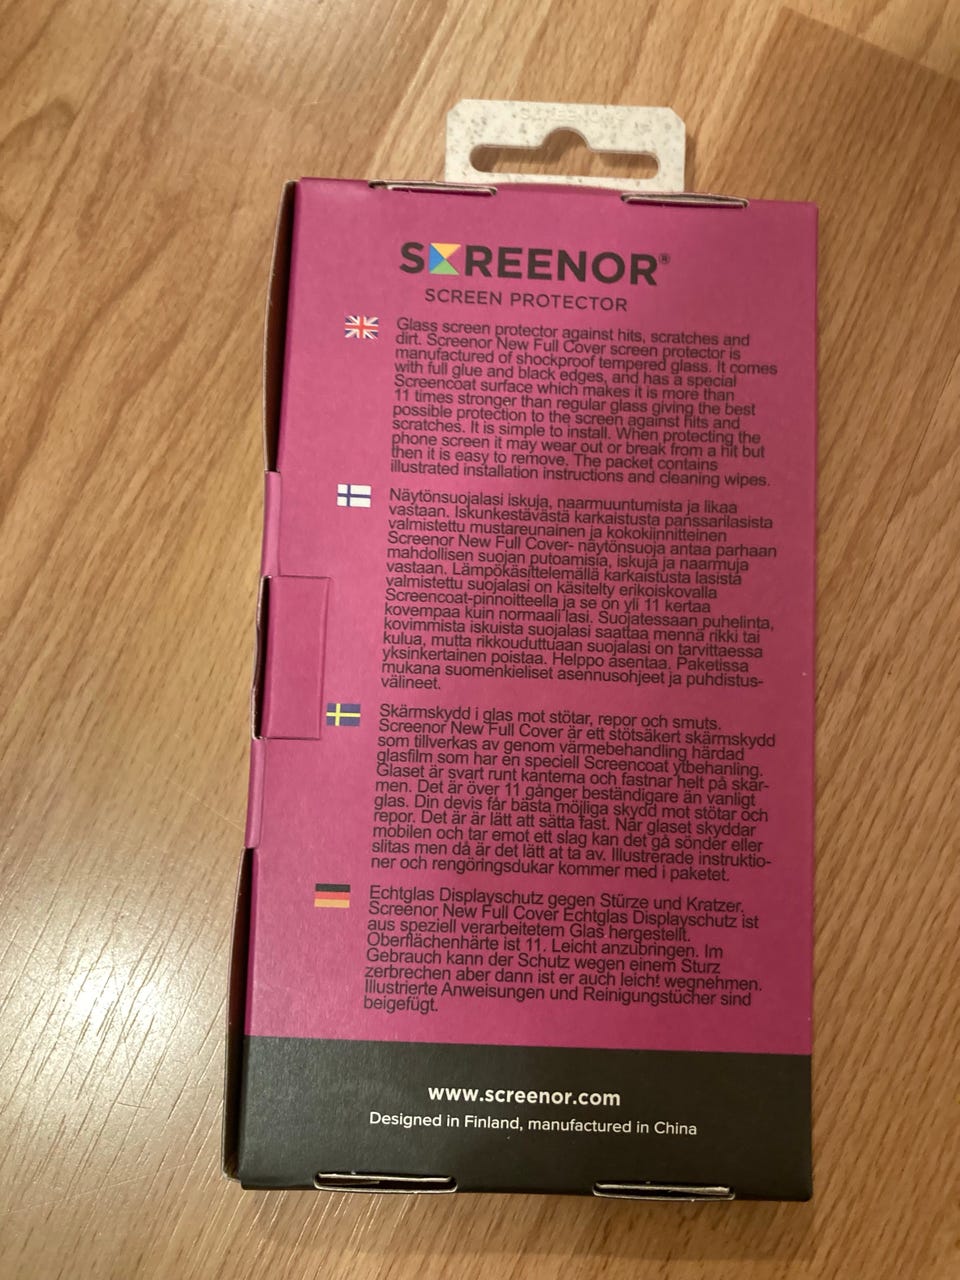 SCREENOR
SCREENOR®
SCREEN PROTECTOR
Glass screen protector against hits, scratches and
dirt. Screenor New Full Cover screen protector is
manufactured of shockproof tempered glass. It comes
with full glue and black edges, and has a special
Screencoat surface which makes it is more than
11 times stronger than regular glass giving the best
possible protection to the screen against hits and
scratches. It is simple to install. When protecting the
phone screen it may wear out or break from a hit but
then it is easy to remove. The packet contains
illustrated installation instructions and cleaning wipes.
Näytönsuojalasi iskuja, naarmuuntumista ja likaa
vastaan. Iskunkestävästä karkaistusta panssarilasista
valmistettu mustareunainen ja kokokiinnitteinen
Screenor New Full Cover- näytönsuoja antaa parhaan
mahdollisen suojan putoamisia, iskuja ja naarmuja
vastaan. Lämpökäsittelemällä karkaistusta lasista
valmistettu suojalasi on käsitelty erikoiskovalla
Screencoat-pinnoitteella ja se on yli 11 kertaa
kovempaa kuin normaali lasi. Suojatessaan puhelinta,
kovimmista iskuista suojalasi saattaa mennä rikki tai
kulua, mutta rikkouduttuaan suojalasi on tarvittaessa
yksinkertainen poistaa. Helppo asentaa. Paketissa
mukana suomenkieliset asennusohjeet ja puhdistus-
välineet.
Skärmskydd i glas mot stötar, repor och smuts.
Screenor New Full Cover är ett stötsäkert skärmskydd
som tillverkas av genom värmebehandling härdad
glasfilm som har en speciell Screencoat ytbehanling.
Glaset är svart runt kanterna och fastnar helt på skär-
men. Det är över 11 gånger beständigare än vanligt
glas. Din devis får bästa möjliga skydd mot stötar och
repor. Det är är lätt att sätta fast. När glaset skyddar
mobilen och tar emot ett slag kan det gå sönder eller
slitas men då är det lätt at ta av. Illustrerade instruktio-
ner och rengöringsdukar kommer med i paketet.
Echtglas Displayschutz gegen Stürze und Kratzer.
Screenor New Full Cover Echtglas Displayschutz ist
aus speziell verarbeitetem Glas hergestellt.
Oberflächenhärte ist 11. Leicht anzubringen. Im
Gebrauch kann der Schutz wegen einem Sturz
zerbrechen aber dann ist er auch leich! wegnehmen.
Illustrierte Anweisungen und Reinigungstücher sind
beigefügt.
www.screenor.com
Designed in Finland, manufactured in China